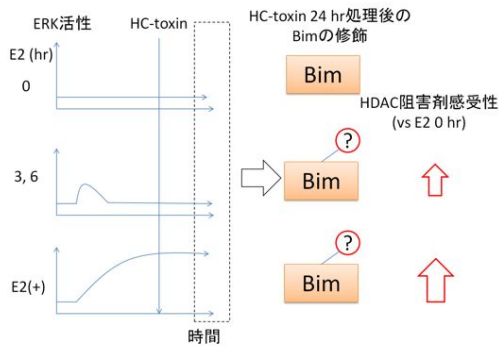 ERK活性
HC-toxin
HC-toxin 24 hr処理後の
Bimの修飾
E2 (hr)
0
Bim
HDAC阻害剤感受性
(vs E2 0 hr)
3, 6
?
Bim
E2(+)
?
Bim
時間